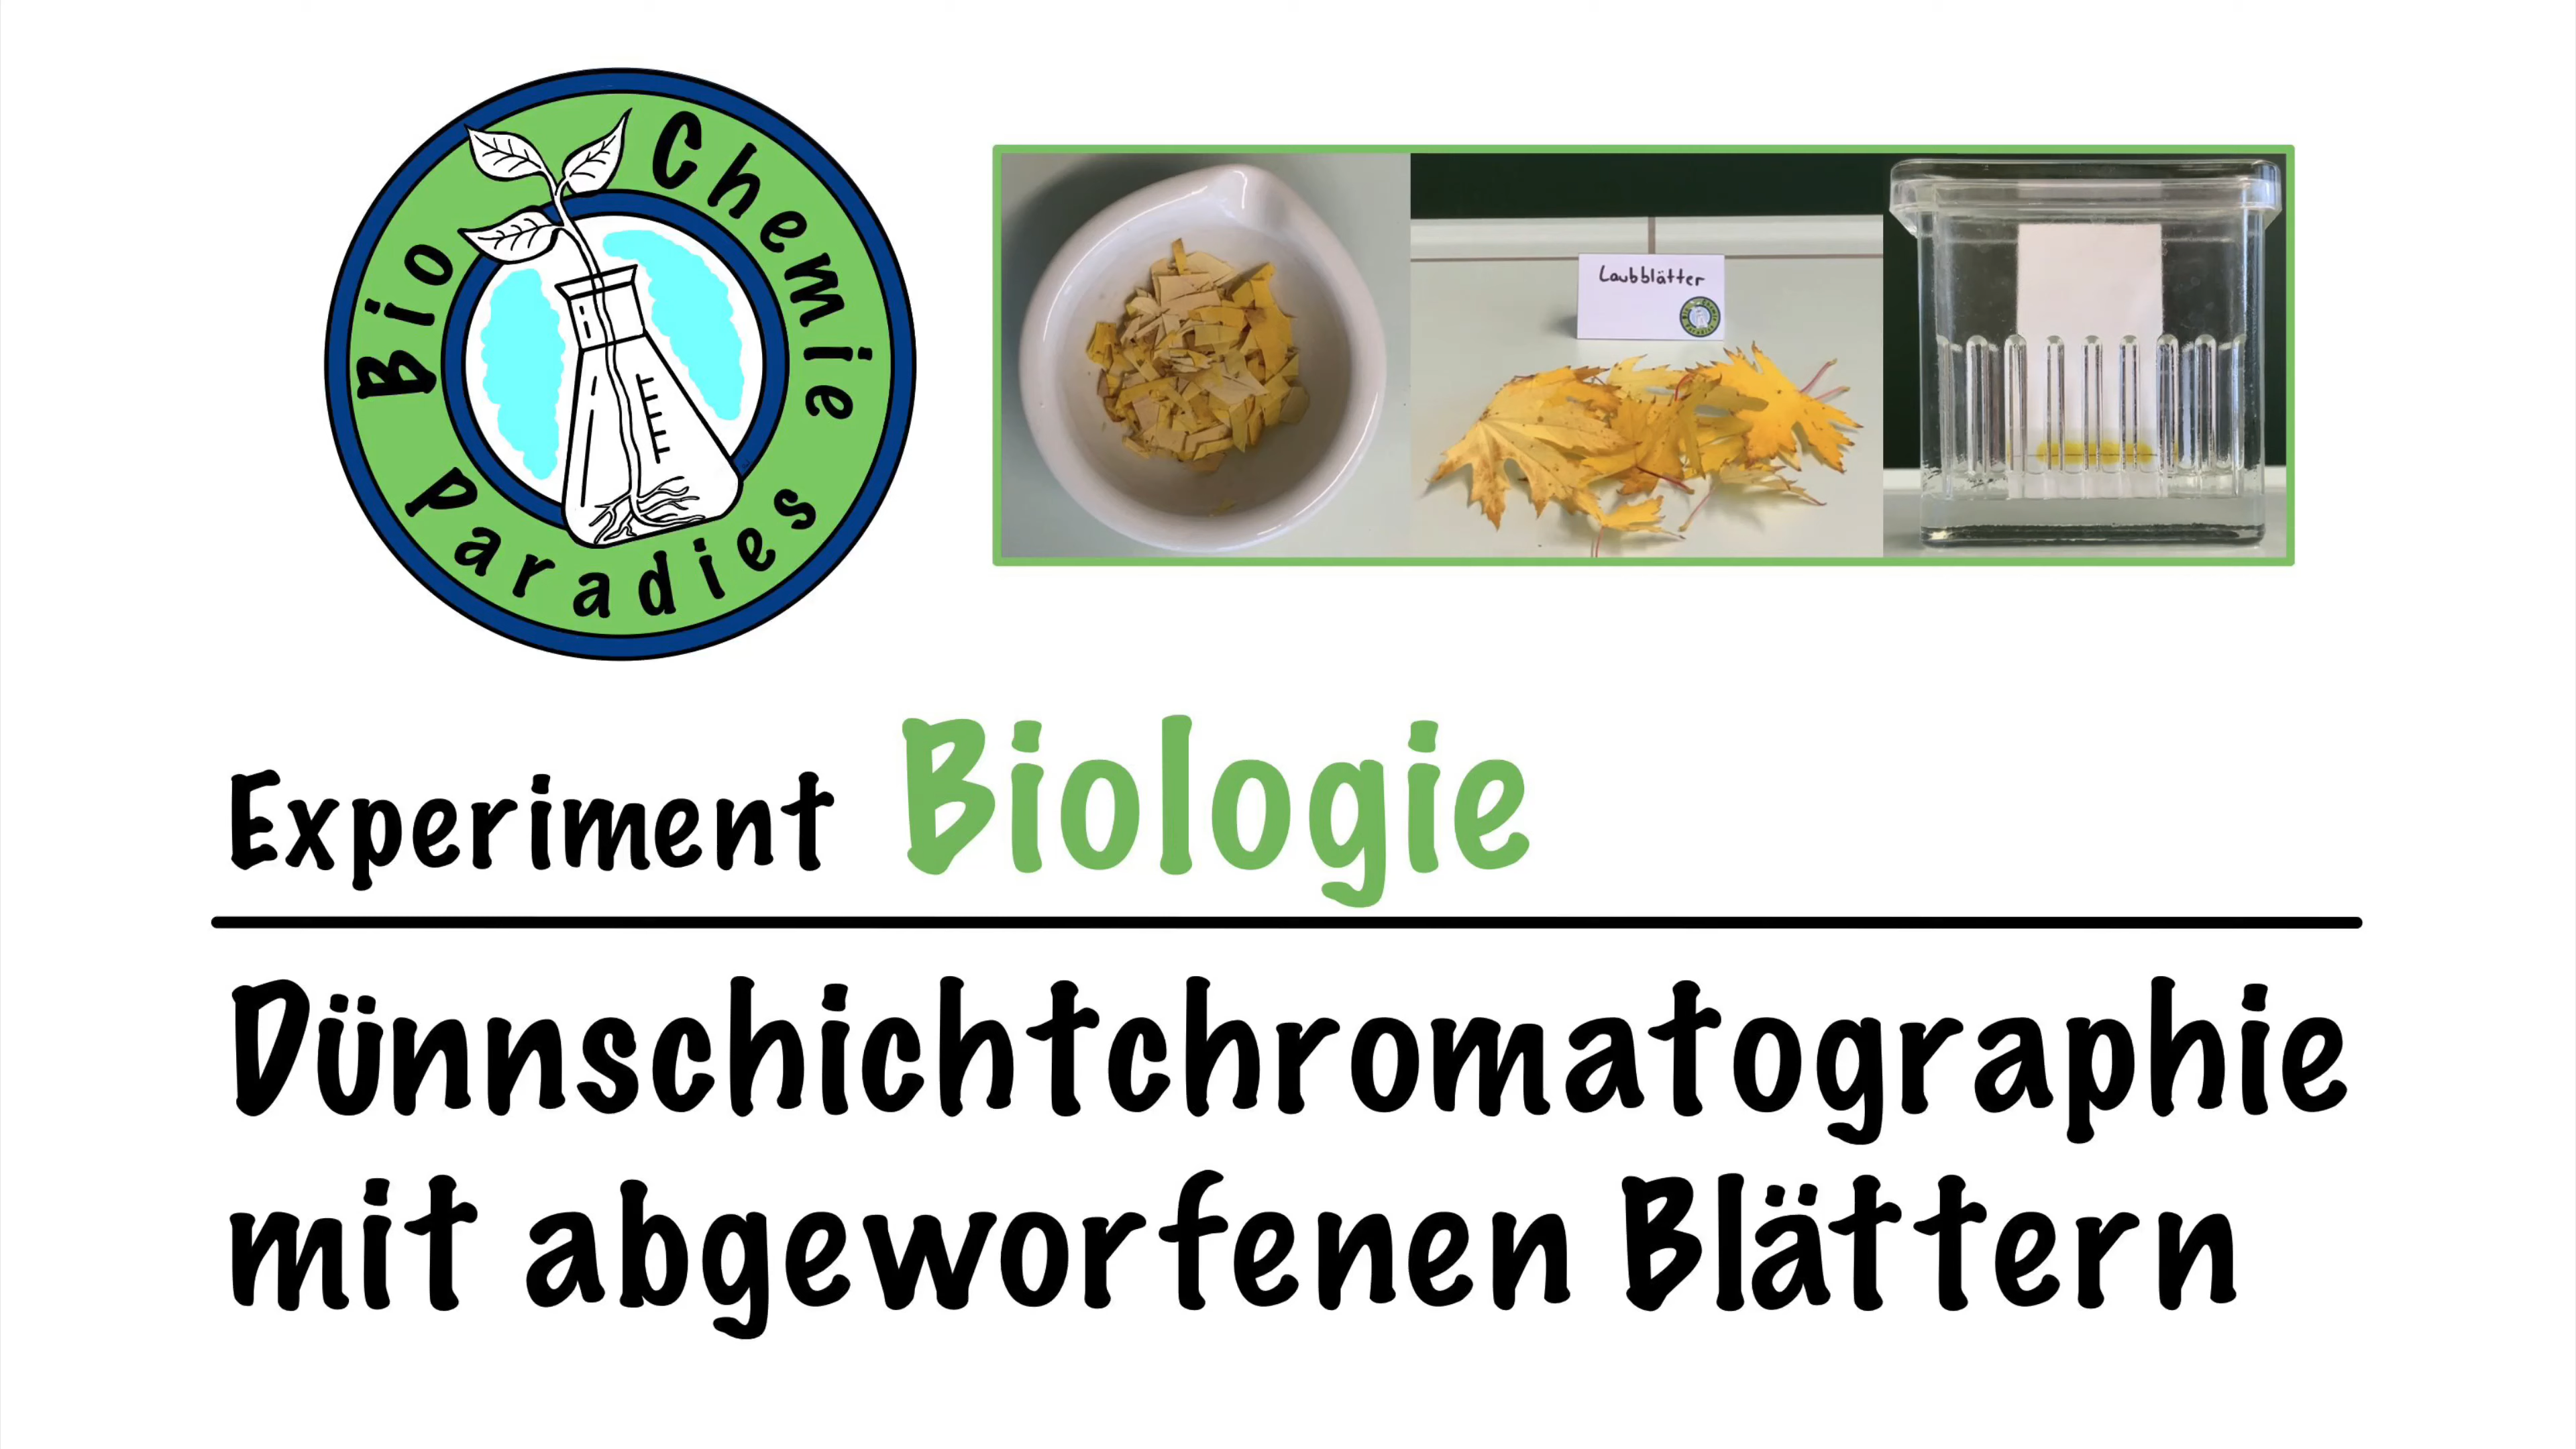 Bio Chemie
Paradies
Laubblätter
Experiment Biologie
Dünnschichtchromatographie
mit abgeworfenen Blättern